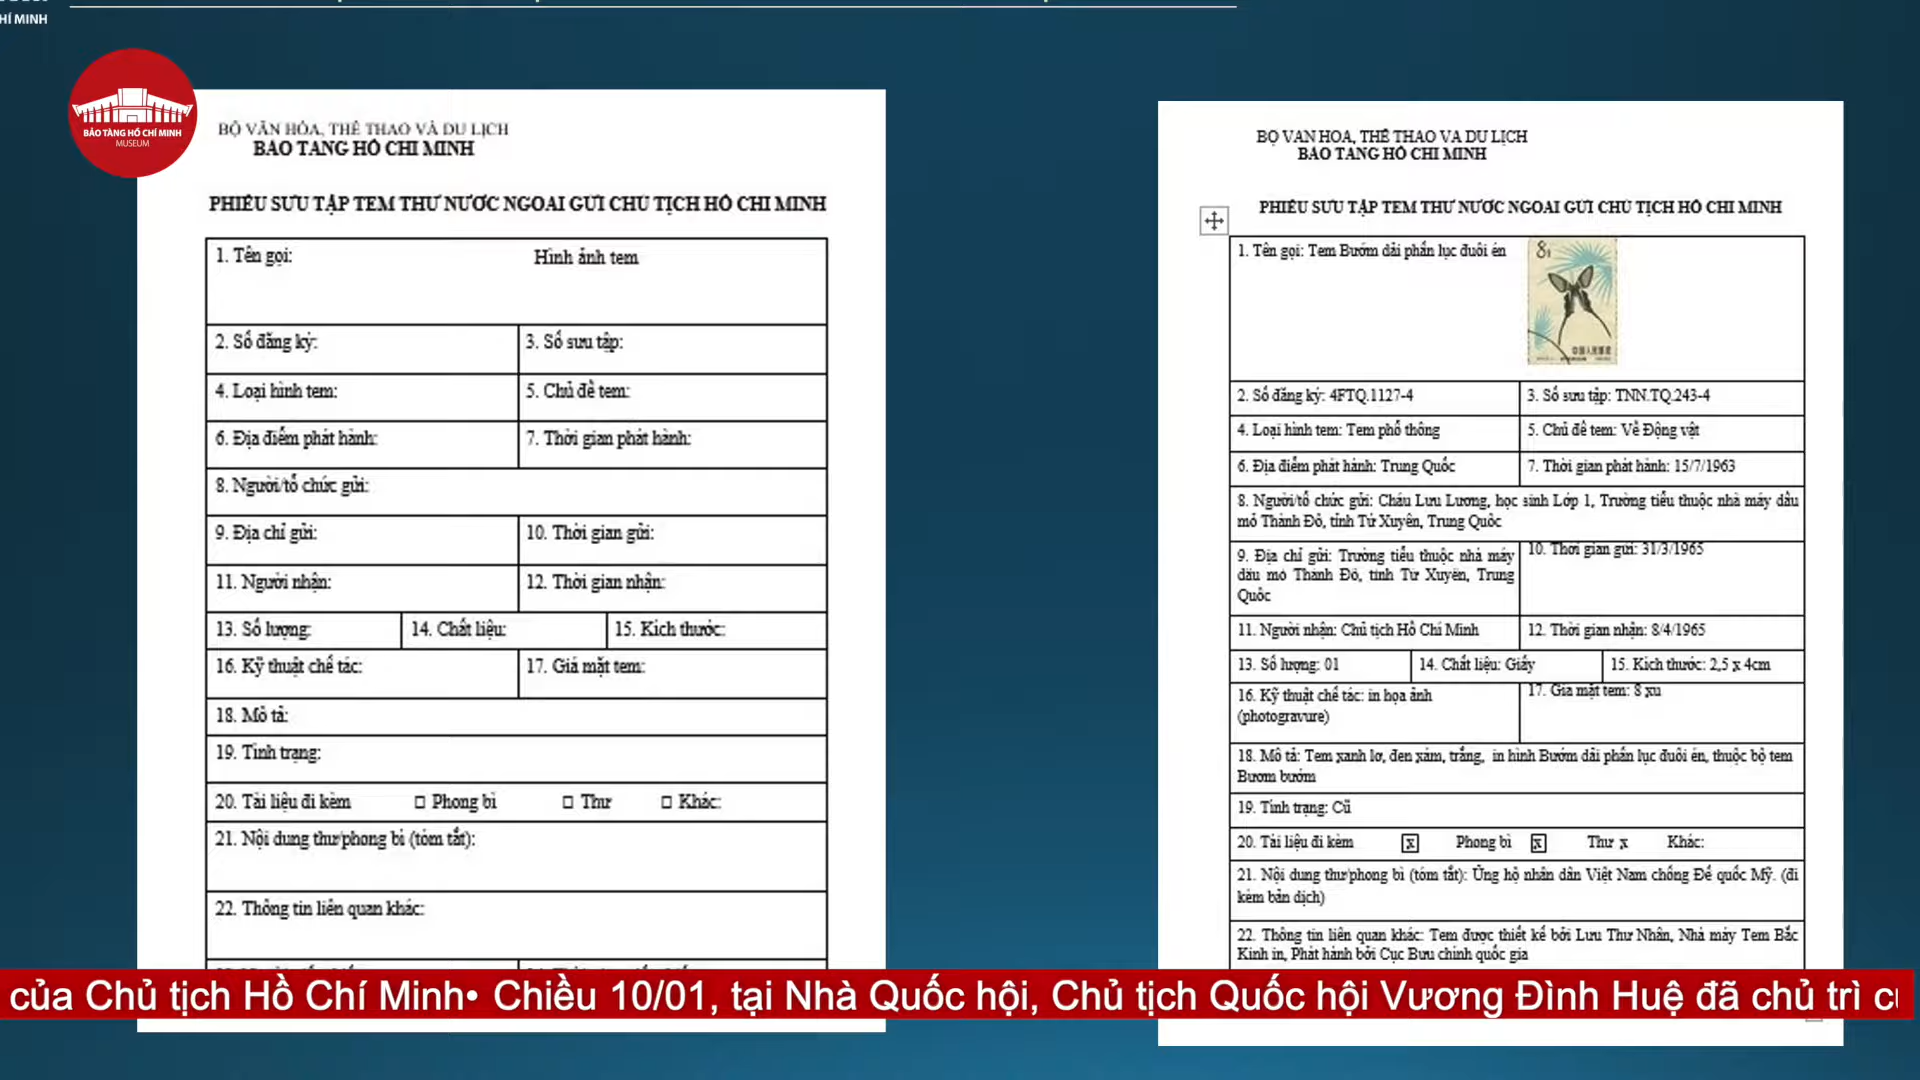 HÍ MINH
BẢO TÀNG HỒ CHÍ MINH
MUSEUM
BỘ VĂN HÓA, THỂ THAO VÀ DU LỊCH
BẢO TÀNG HỒ CHÍ MINH
PHIẾU SƯU TẬP TEM THƯ NƯỚC NGOÀI GỬI CHỦ TỊCH HỒ CHÍ MINH
1. Tên gọi: Hình ảnh tem
2. Số đăng ký: 3. Số sưu tập:
4. Loại hình tem: 5. Chủ đề tem:
6. Địa điểm phát hành: 7. Thời gian phát hành:
8. Người/tổ chức gửi:
9. Địa chỉ gửi: 10. Thời gian gửi:
11. Người nhận: 12. Thời gian nhận:
13. Số lượng: 14. Chất liệu: 15. Kích thước:
16. Kỹ thuật chế tác: 17. Giá mặt tem:
18. Mô tả:
19. Tình trạng:
20. Tài liệu đi kèm □ Phong bì □ Thư □ Khác:
21. Nội dung thư/phong bì (tóm tắt):
22. Thông tin liên quan khác:
BỘ VĂN HÓA, THỂ THAO VÀ DU LỊCH
BẢO TÀNG HỒ CHÍ MINH
PHIẾU SƯU TẬP TEM THƯ NƯỚC NGOÀI GỬI CHỦ TỊCH HỒ CHÍ MINH
1. Tên gọi: Tem Bướm dải phấn lục đuôi én
8
中国人民邮政
2. Số đăng ký: 4FTQ.1127-4 3. Số sưu tập: TNN.TQ.243-4
4. Loại hình tem: Tem phổ thông 5. Chủ đề tem: Về Động vật
6. Địa điểm phát hành: Trung Quốc 7. Thời gian phát hành: 15/7/1963
8. Người/tổ chức gửi: Cháu Lưu Lương, học sinh Lớp 1, Trường tiểu thuộc nhà máy dầu
mỏ Thành Đô, tỉnh Tứ Xuyên, Trung Quốc
9. Địa chỉ gửi: Trường tiểu thuộc nhà máy
dầu mỏ Thành Đô, tỉnh Tứ Xuyên, Trung
Quốc
10. Thời gian gửi: 31/3/1965
11. Người nhận: Chủ tịch Hồ Chí Minh 12. Thời gian nhận: 8/4/1965
13. Số lượng: 01 14. Chất liệu: Giấy 15. Kích thước: 2,5 x 4cm
16. Kỹ thuật chế tác: in họa ảnh
(photogravure)
17. Giá mặt tem: 8 xu
18. Mô tả: Tem xanh lơ, đen xám, trắng, in hình Bướm dải phấn lục đuôi én, thuộc bộ tem
Bươm bướm
19. Tình trạng: Cũ
20. Tài liệu đi kèm x Phong bì x Thư x Khác:
21. Nội dung thư/phong bì (tóm tắt): Ủng hộ nhân dân Việt Nam chống Đế quốc Mỹ. (đi
kèm bản dịch)
22. Thông tin liên quan khác: Tem được thiết kế bởi Lưu Thư Nhân, Nhà máy Tem Bắc
Kinh in, Phát hành bởi Cục Bưu chính quốc gia
của Chủ tịch Hồ Chí Minh• Chiều 10/01, tại Nhà Quốc hội, Chủ tịch Quốc hội Vương Đình Huệ đã chủ trì